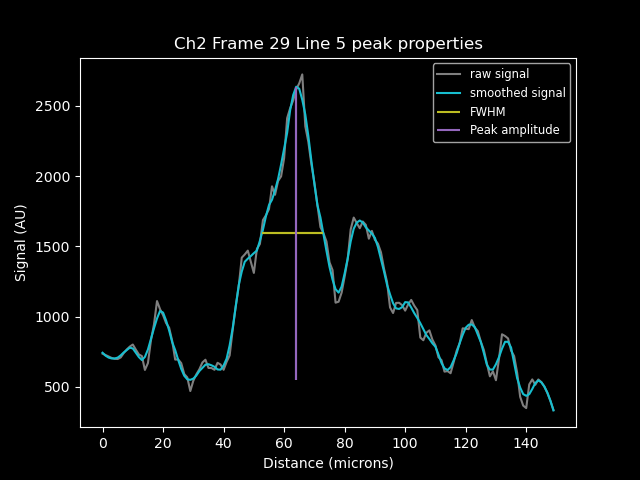 Ch2 Frame 29 Line 5 peak properties
raw signal
smoothed signal
FWHM
Peak amplitude
Signal (AU)
2500
2000
1500
1000
500
0 20 40 60 80 100 120 140
Distance (microns)